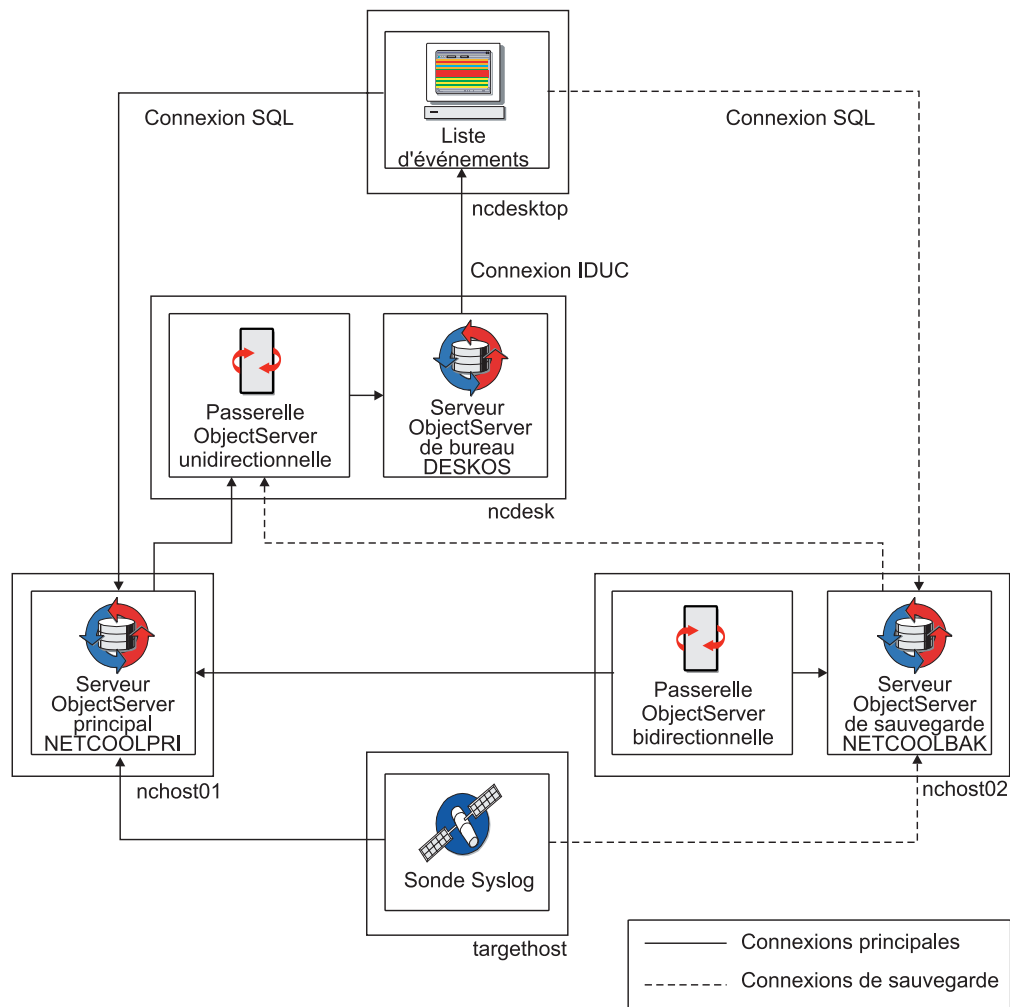 Connexion SQL
Connexion SQL
Liste
d'événements
ncdesktop
Connexion IDUC
Passerelle
ObjectServer
unidirectionnelle
Serveur
ObjectServer
de bureau
DESKOS
ncdesk
Serveur
ObjectServer
principal
NETCOOLPRI
nchost01
Passerelle
ObjectServer
bidirectionnelle
Serveur
ObjectServer
de sauvegarde
NETCOOLBAK
nchost02
Sonde Syslog
targethost
Connexions principales
Connexions de sauvegarde